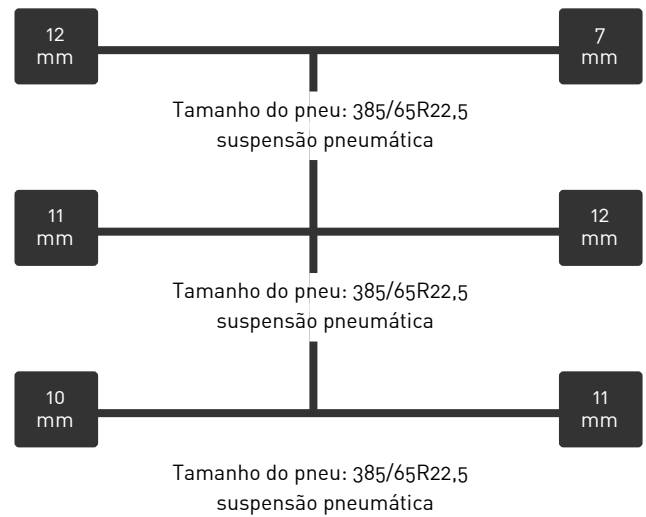 12
mm
7
mm
Tamanho do pneu: 385/65R22,5
suspensão pneumática
11
mm
12
mm
Tamanho do pneu: 385/65R22,5
suspensão pneumática
10
mm
11
mm
Tamanho do pneu: 385/65R22,5
suspensão pneumática